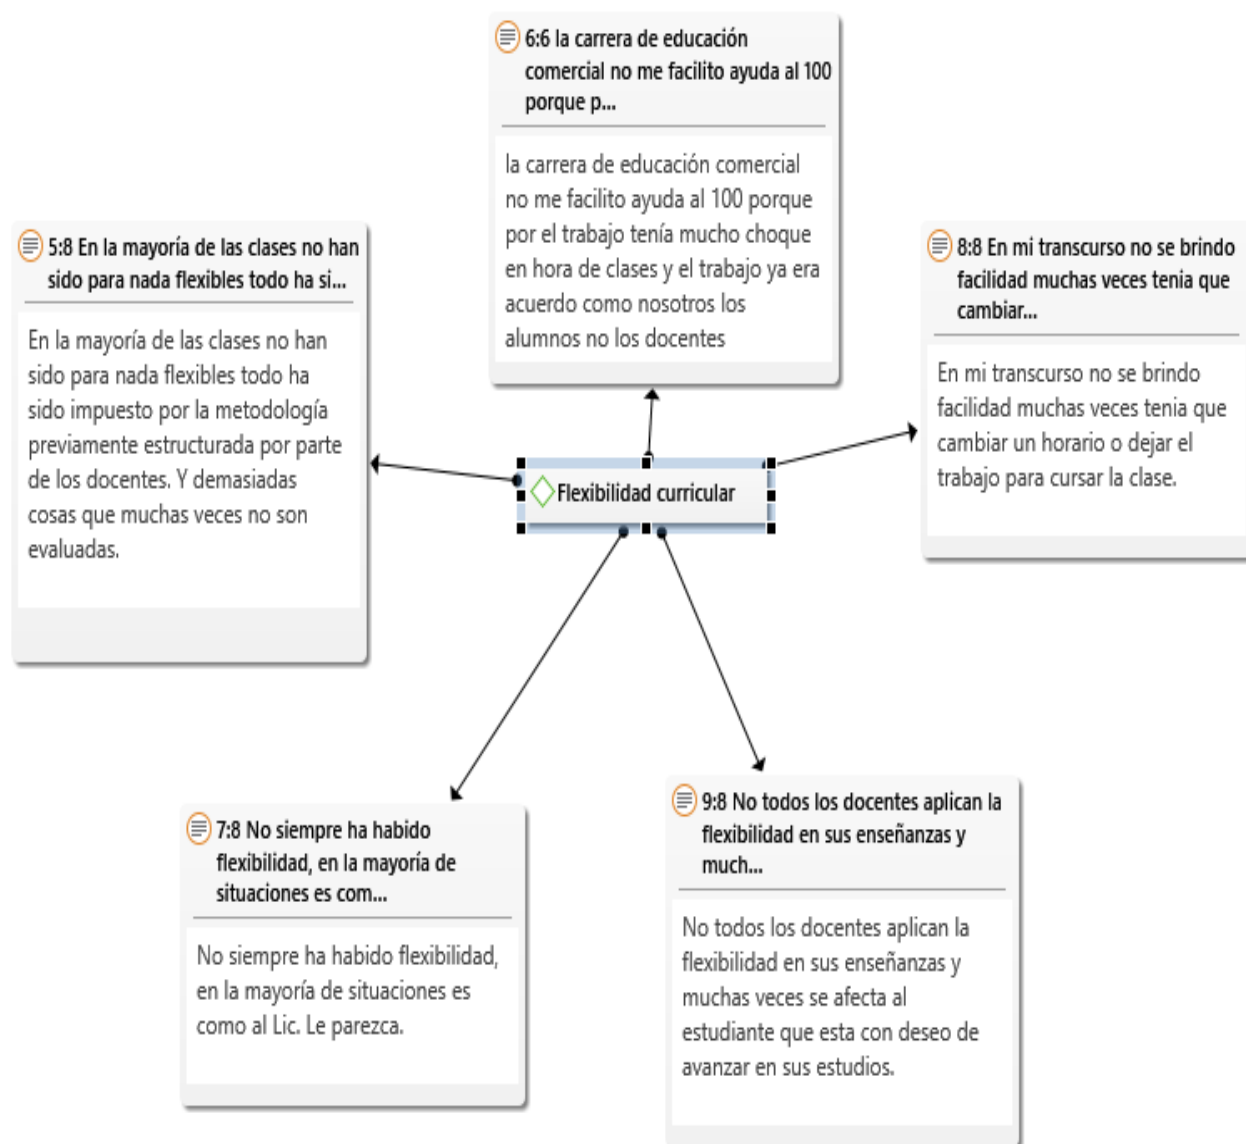 6:6 la carrera de educación
comercial no me facilito ayuda al 100
porque p...
la carrera de educación comercial
no me facilito ayuda al 100 porque
por el trabajo tenía mucho choque
en hora de clases y el trabajo ya era
acuerdo como nosotros los
alumnos no los docentes
5:8 En la mayoría de las clases no han
sido para nada flexibles todo ha si...
En la mayoría de las clases no han
sido para nada flexibles todo ha
sido impuesto por la metodología
previamente estructurada por parte
de los docentes. Y demasiadas
cosas que muchas veces no son
evaluadas.
8:8 En mi transcurso no se brindo
facilidad muchas veces tenia que
cambiar...
En mi transcurso no se brindo
facilidad muchas veces tenia que
cambiar un horario o dejar el
trabajo para cursar la clase.
Flexibilidad curricular
7:8 No siempre ha habido
flexibilidad, en la mayoría de
situaciones es com...
No siempre ha habido flexibilidad,
en la mayoría de situaciones es
como al Lic. Le parezca.
9:8 No todos los docentes aplican la
flexibilidad en sus enseñanzas y
much...
No todos los docentes aplican la
flexibilidad en sus enseñanzas y
muchas veces se afecta al
estudiante que esta con deseo de
avanzar en sus estudios.